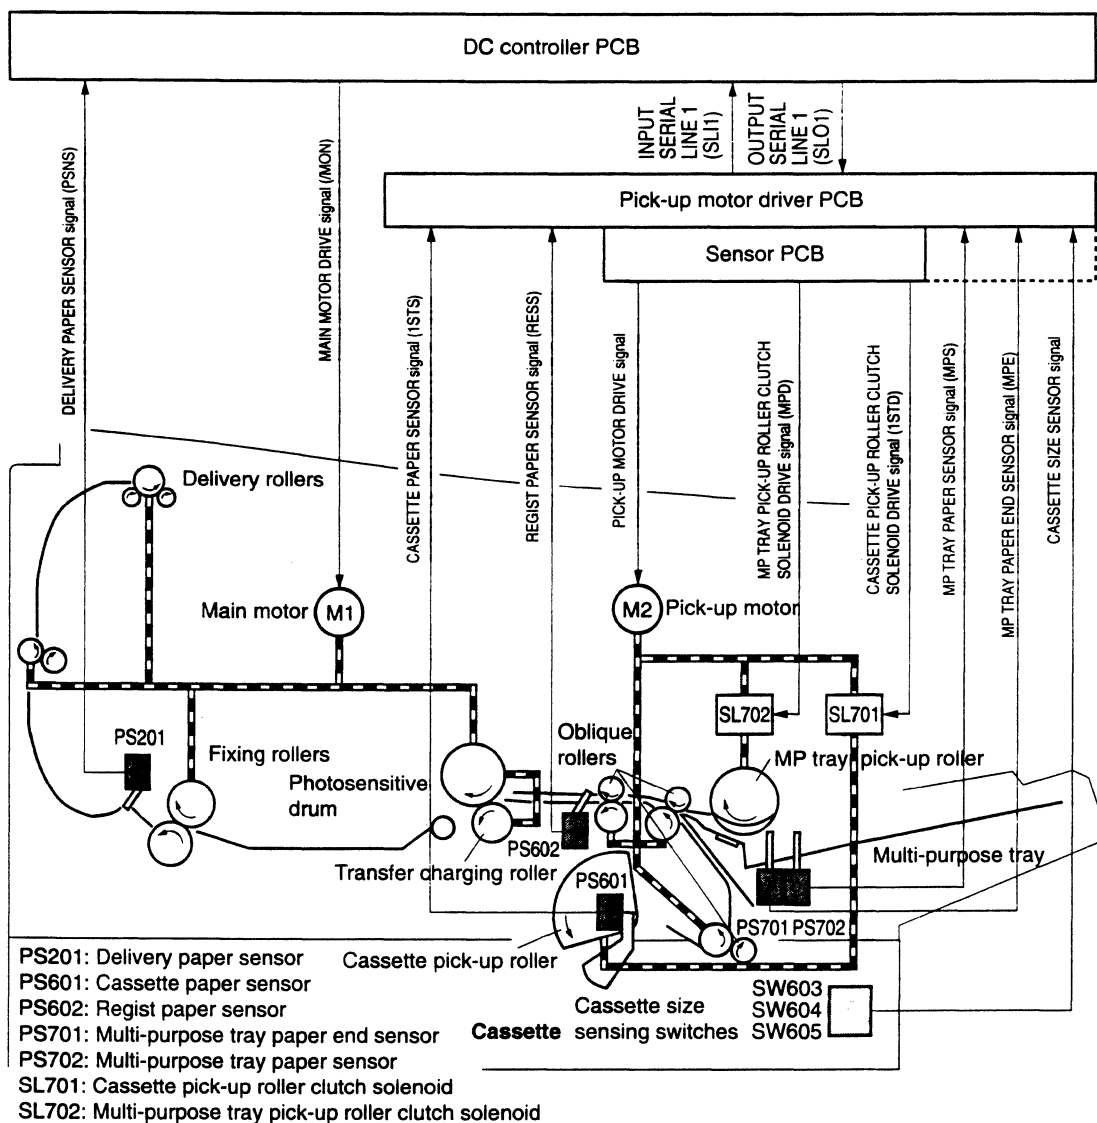 DC controller PCB
INPUT
SERIAL
LINE 1
(SLI1)
OUTPUT
SERIAL
LINE 1
(SLO1)
Pick-up motor driver PCB
Sensor PCB
DELIVERY PAPER SENSOR signal (PSNS)
MAIN MOTOR DRIVE signal (/MON)
CASSETTE PAPER SENSOR signal (1STS)
REGIST PAPER SENSOR signal (RESS)
PICK-UP MOTOR DRIVE signal
MP TRAY PICK-UP ROLLER CLUTCH
SOLENOID DRIVE signal (MPD)
CASSETTE PICK-UP ROLLER CLUTCH
SOLENOID DRIVE signal (1STD)
MP TRAY PAPER SENSOR signal (MPS)
MP TRAY PAPER END SENSOR signal (MPE)
CASSETTE SIZE SENSOR signal
Delivery rollers
Main motor
M1
M2
Pick-up motor
SL702
SL701
PS201
Fixing rollers
Oblique
rollers
MP tray pick-up roller
Photosensitive
drum
PS602
Multi-purpose tray
Transfer charging roller
PS601
PS701 PS702
Cassette pick-up roller
PS201: Delivery paper sensor
PS601: Cassette paper sensor
PS602: Regist paper sensor
PS701: Multi-purpose tray paper end sensor
PS702: Multi-purpose tray paper sensor
SL701: Cassette pick-up roller clutch solenoid
SL702: Multi-purpose tray pick-up roller clutch solenoid
Cassette
Cassette size
sensing switches
SW603
SW604
SW605